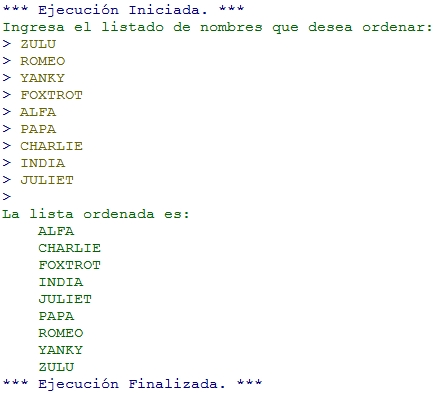 *** Ejecución Iniciada. ***
Ingresa el listado de nombres que desea ordenar:
> ZULU
> ROMEO
> YANKY
> FOXTROT
> ALFA
> PAPA
> CHARLIE
> INDIA
> JULIET
>
La lista ordenada es:
ALFA
CHARLIE
FOXTROT
INDIA
JULIET
PAPA
ROMEO
YANKY
ZULU
*** Ejecución Finalizada. ***